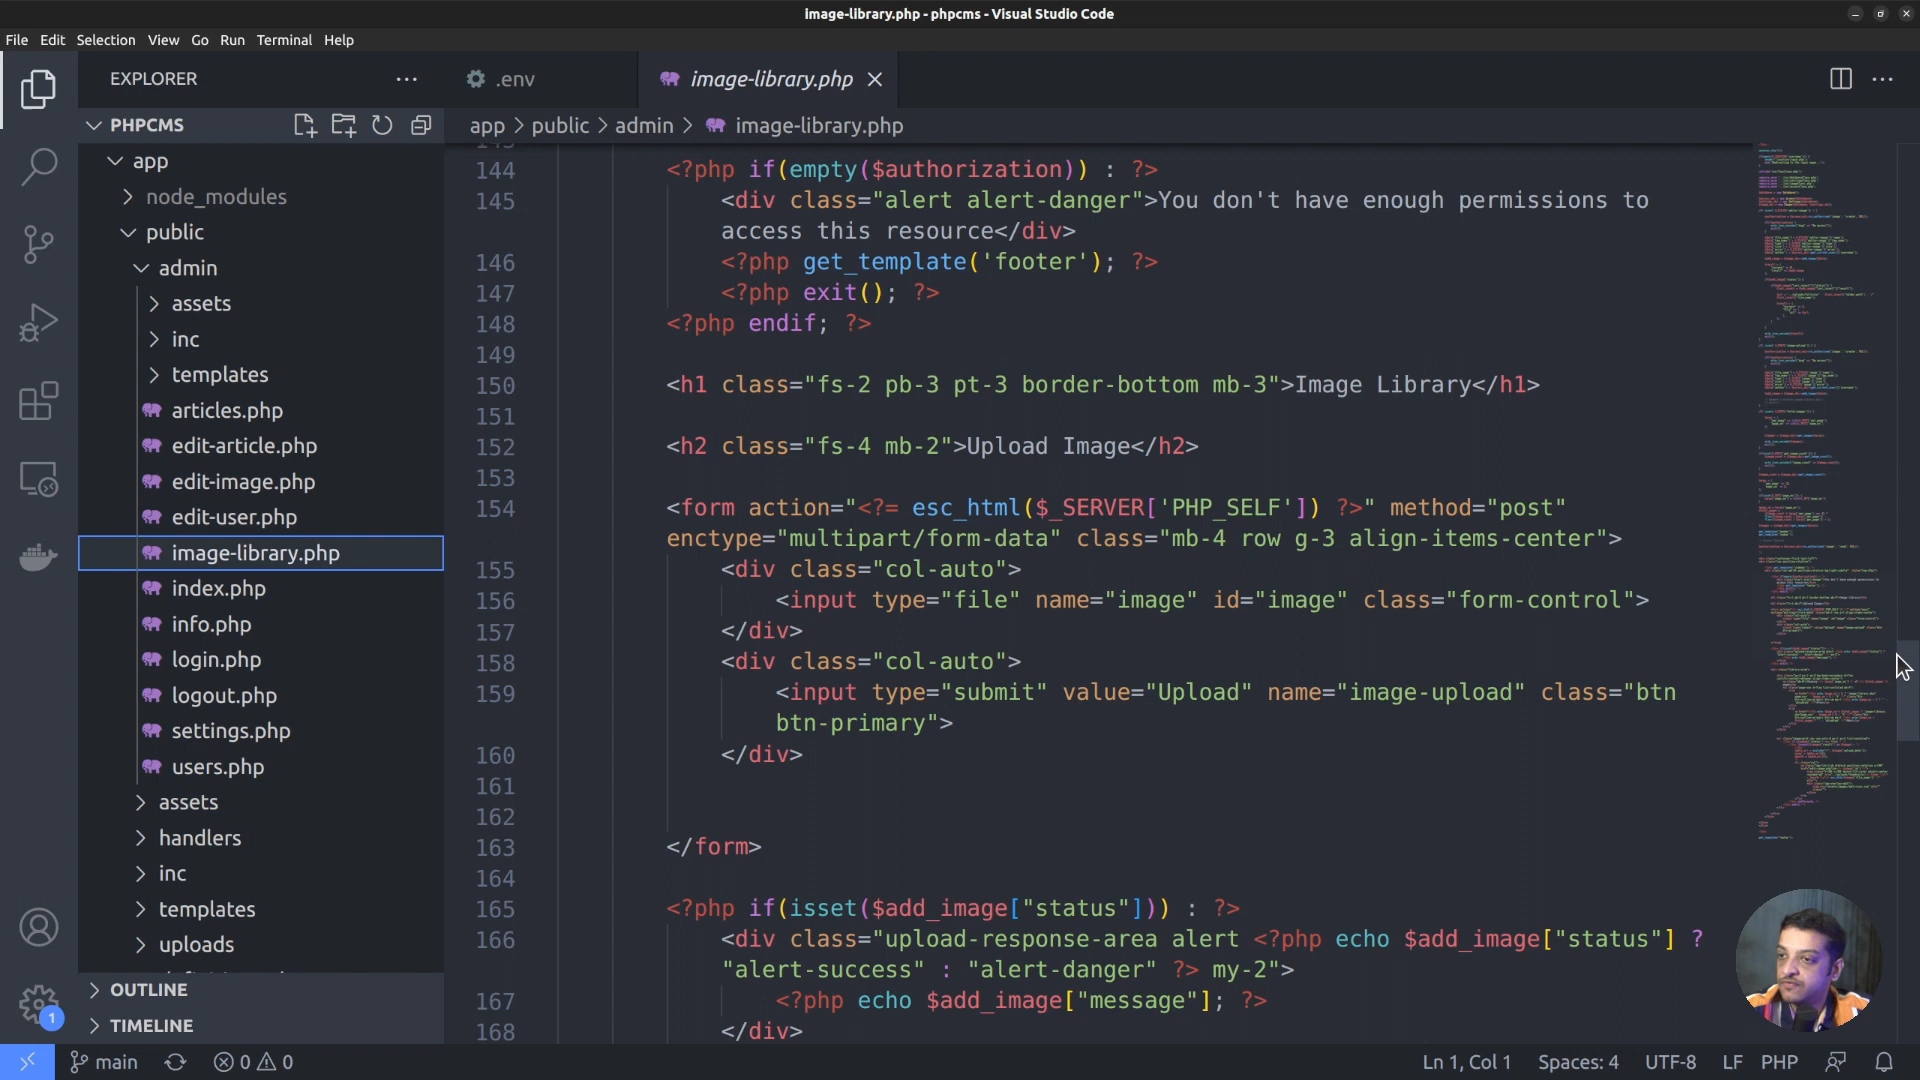 image-library.php - phpcms - Visual Studio Code
File Edit Selection View Go Run Terminal Help
EXPLORER
.env
image-library.php
PHPCMS
app > public > admin > image-library.php
app
node_modules
public
admin
assets
inc
templates
articles.php
edit-article.php
edit-image.php
edit-user.php
image-library.php
index.php
info.php
login.php
logout.php
settings.php
users.php
assets
handlers
inc
templates
uploads
OUTLINE
TIMELINE
144 <?php if(empty($authorization)) : ?>
145 <div class="alert alert-danger">You don't have enough permissions to
access this resource</div>
146 <?php get_template('footer'); ?>
147 <?php exit(); ?>
148 <?php endif; ?>
149
150 <h1 class="fs-2 pb-3 pt-3 border-bottom mb-3">Image Library</h1>
151
152 <h2 class="fs-4 mb-2">Upload Image</h2>
153
154 <form action="<?= esc_html($_SERVER['PHP_SELF']) ?>" method="post"
enctype="multipart/form-data" class="mb-4 row g-3 align-items-center">
155 <div class="col-auto">
156 <input type="file" name="image" id="image" class="form-control">
157 </div>
158 <div class="col-auto">
159 <input type="submit" value="Upload" name="image-upload" class="btn
btn-primary">
160 </div>
161
162
163 </form>
164
165 <?php if(isset($add_image["status"])) : ?>
166 <div class="upload-response-area alert <?php echo $add_image["status"] ?
"alert-success" : "alert-danger" ?> my-2">
167 <?php echo $add_image["message"]; ?>
168 </div>
1
main
0 0
Ln 1, Col 1 Spaces: 4 UTF-8 LF PHP